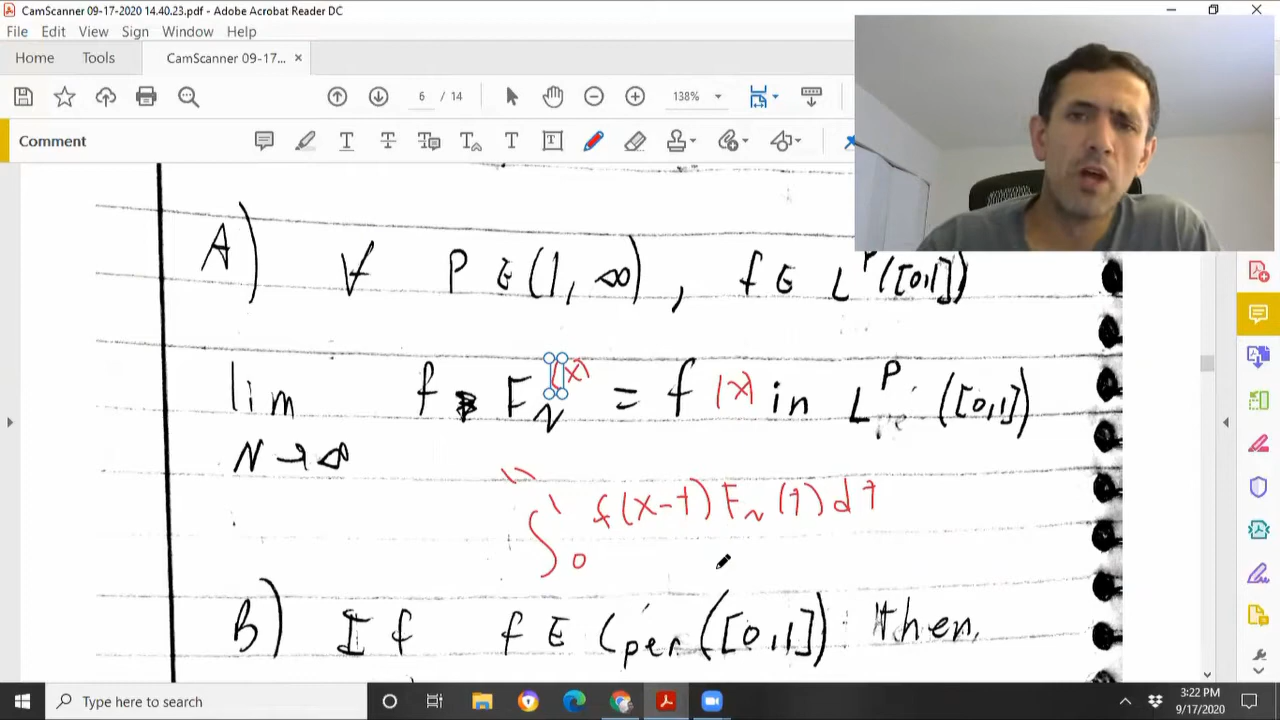 CamScanner 09-17-2020 14.40.23.pdf - Adobe Acrobat Reader DC
File Edit View Sign Window Help
Home Tools CamScanner 09-17... ×
6 / 14 138%
Comment
A) ∀ P ∈ (1, ∞), f ∈ L^P([0,1])
lim f * F_N (x) = f (x) in L^P ([0,1])
N → ∞
∫_0^1 f(x-t) F_N (t) dt
B) If f ∈ C_per ([0,1]) then
Type here to search
3:22 PM
9/17/2020